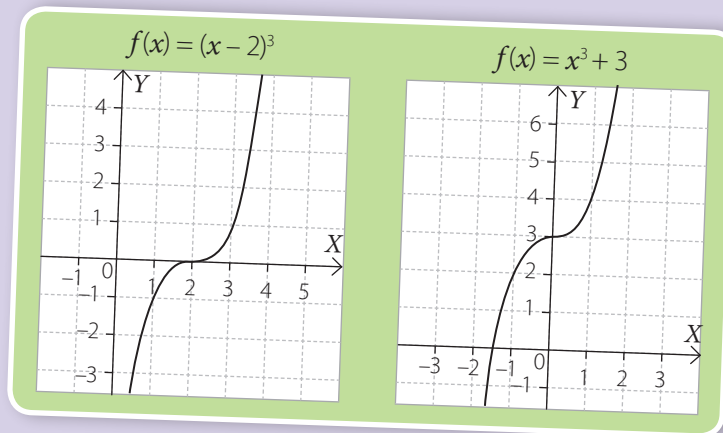 f(x) = (x – 2)³
Y
4
3
2
1
X
–1 0 1 2 3 4 5
–1
–2
–3
f(x) = x³ + 3
Y
6
5
4
3
2
1
X
–3 –2 –1 0 1 2 3
–1